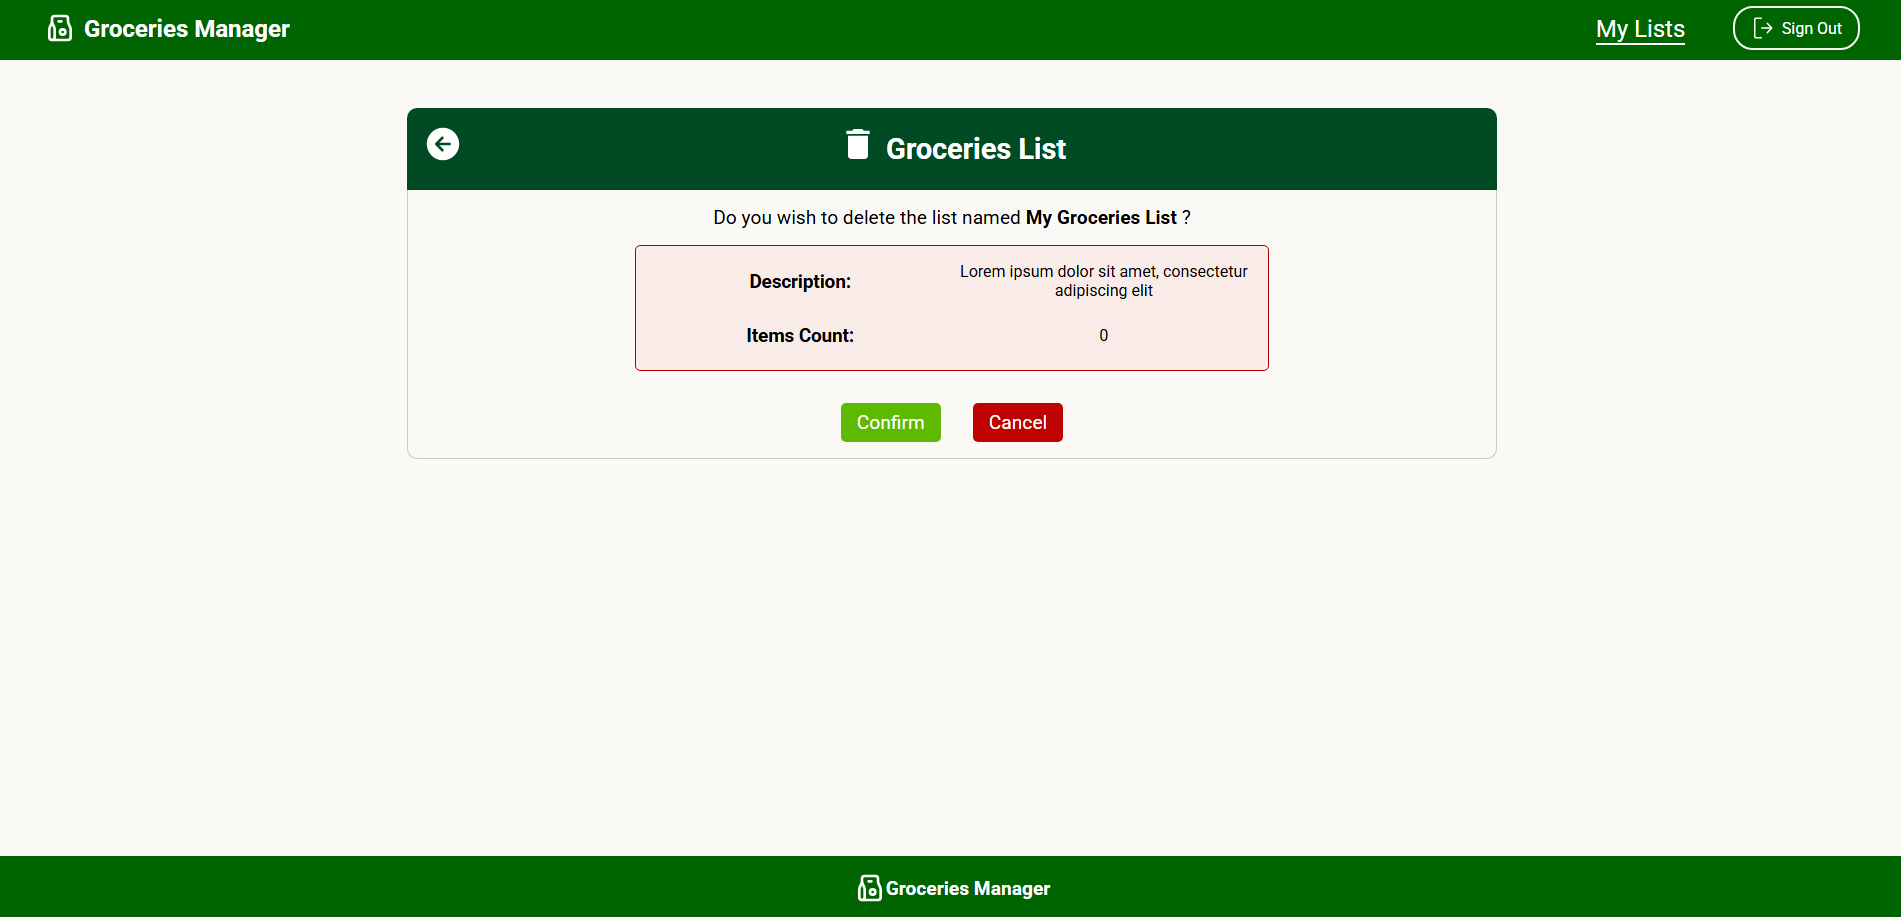 Groceries Manager
My Lists
Sign Out
Groceries List
Do you wish to delete the list named My Groceries List ?
Description:
Lorem ipsum dolor sit amet, consectetur
adipiscing elit
Items Count:
0
Confirm
Cancel
Groceries Manager